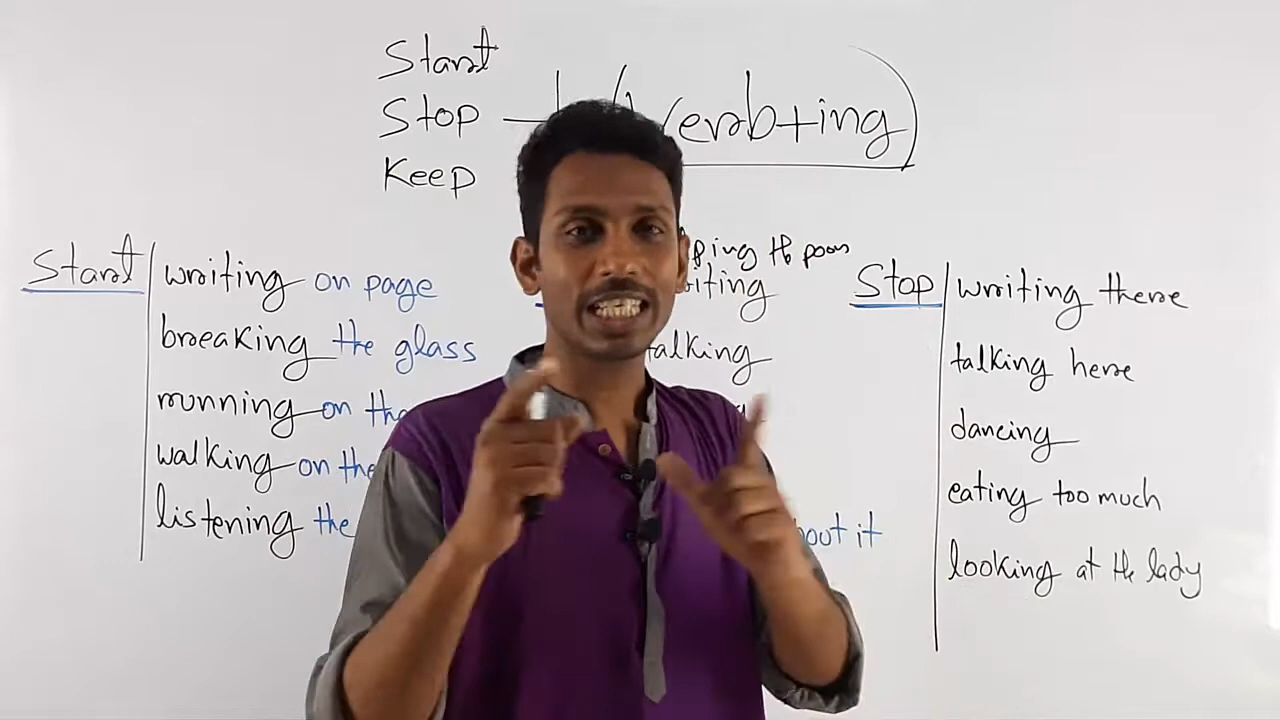 Start
Stop + (verb+ing)
Keep
Start
writing on page
breaking the glass
running on the
walking on the
listening the
helping the poor
writing
talking
about it
Stop
writing there
talking here
dancing
eating too much
looking at the lady